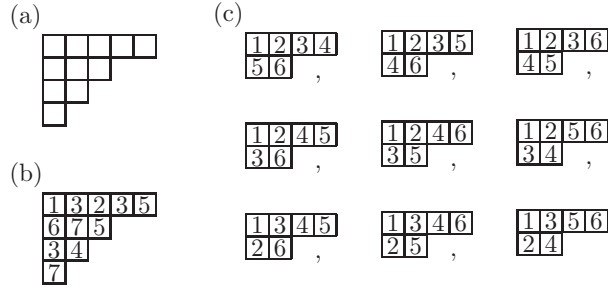 (a)
(b)
1 3 2 3 5
6 7 5
3 4
7
(c)
1 2 3 4
5 6 ,
1 2 3 5
4 6 ,
1 2 3 6
4 5 ,
1 2 4 5
3 6 ,
1 2 4 6
3 5 ,
1 2 5 6
3 4 ,
1 3 4 5
2 6 ,
1 3 4 6
2 5 ,
1 3 5 6
2 4